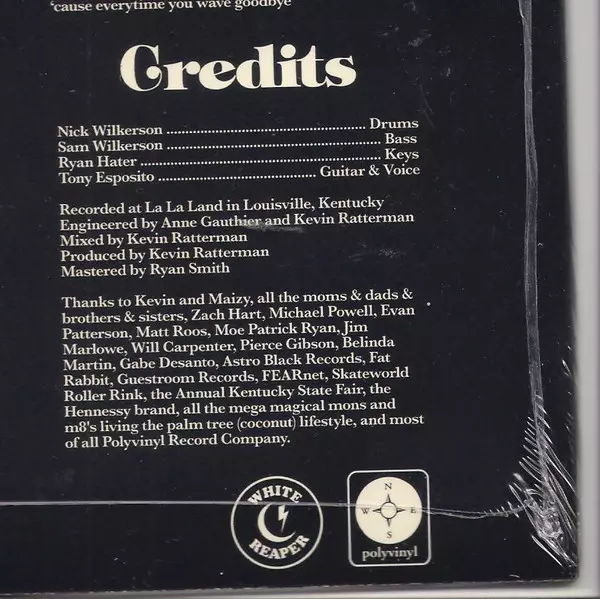 'cause everytime you wave goodbye
Credits
Nick Wilkerson ........................................................ Drums
Sam Wilkerson ............................................................. Bass
Ryan Hater ................................................................... Keys
Tony Esposito .......................................... Guitar & Voice
Recorded at La La Land in Louisville, Kentucky
Engineered by Anne Gauthier and Kevin Ratterman
Mixed by Kevin Ratterman
Produced by Kevin Ratterman
Mastered by Ryan Smith
Thanks to Kevin and Maizy, all the moms & dads &
brothers & sisters, Zach Hart, Michael Powell, Evan
Patterson, Matt Roos, Moe Patrick Ryan, Jim
Marlowe, Will Carpenter, Pierce Gibson, Belinda
Martin, Gabe Desanto, Astro Black Records, Fat
Rabbit, Guestroom Records, FEARnet, Skateworld
Roller Rink, the Annual Kentucky State Fair, the
Hennessy brand, all the mega magical mons and
m8's living the palm tree (coconut) lifestyle, and most
of all Polyvinyl Record Company.
WHITE
REAPER
N
W E
S
polyvinyl